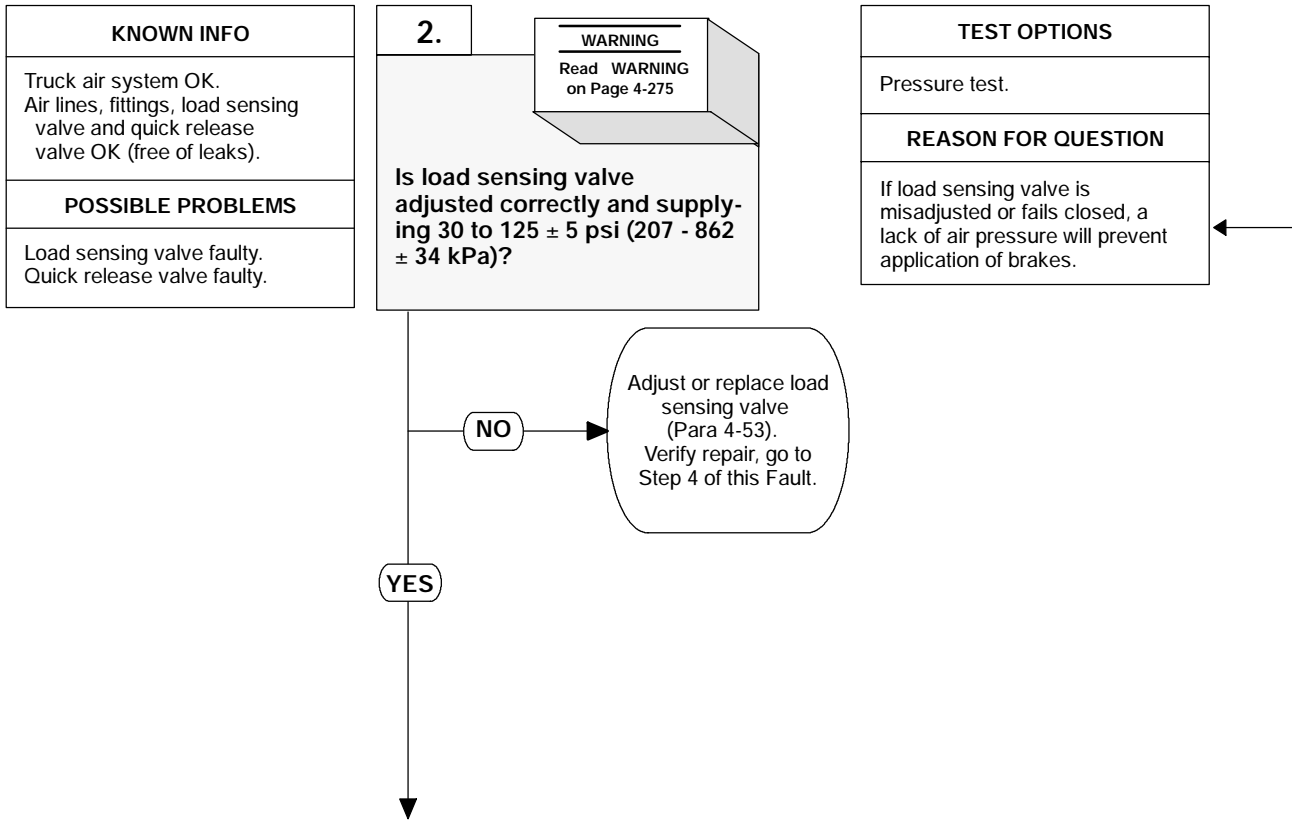 KNOWN INFO
Truck air system OK.
Air lines, fittings, load sensing
valve and quick release
valve OK (free of leaks).
POSSIBLE PROBLEMS
Load sensing valve faulty.
Quick release valve faulty.
2.
WARNING
Read WARNING
on Page 4-275
Is load sensing valve
adjusted correctly and supply-
ing 30 to 125 ± 5 psi (207 - 862
± 34 kPa)?
TEST OPTIONS
Pressure test.
REASON FOR QUESTION
If load sensing valve is
misadjusted or fails closed, a
lack of air pressure will prevent
application of brakes.
NO
Adjust or replace load
sensing valve
(Para 4-53).
Verify repair, go to
Step 4 of this Fault.
YES